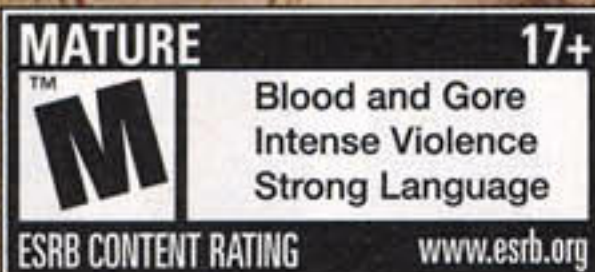 MATURE 17+
TM
M
Blood and Gore
Intense Violence
Strong Language
ESRB CONTENT RATING www.esrb.org